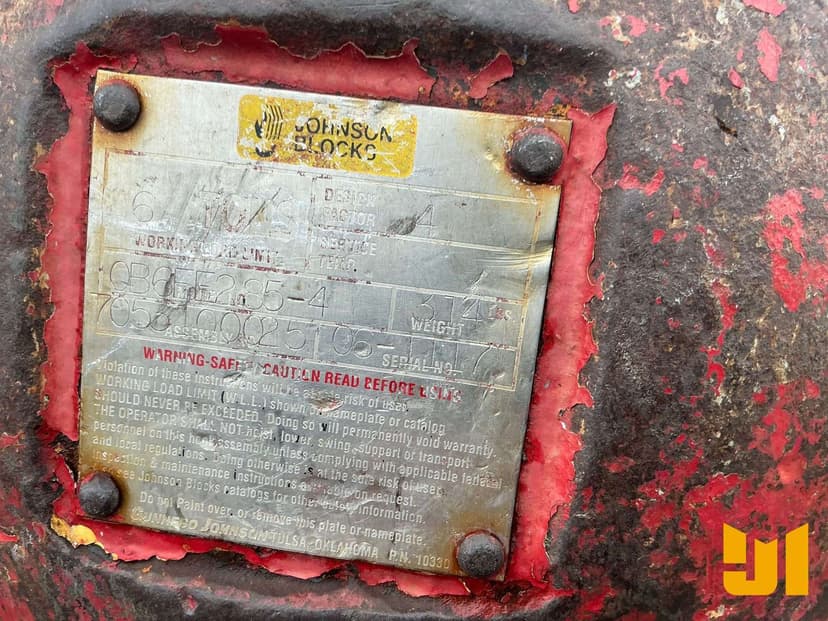 JOHNSON
BLOCKS
DESIGN
FACTOR 4
WORKING LOAD LIMIT
SERVICE
TEMP.
WEIGHT
ASSEMBLY
SERIAL NO.
WARNING-SAFETY CAUTION READ BEFORE USING
Violation of these instructions will be at the risk of user.
WORKING LOAD LIMIT (W.L.L.) shown on nameplate or catalog
SHOULD NEVER BE EXCEEDED. Doing so will permanently void warranty.
THE OPERATOR SHALL NOT hoist, lower, swing, support or transport
personnel on this hook assembly unless complying with applicable federal
and local regulations. Doing otherwise is at the sole risk of user.
Inspection & maintenance instructions available on request.
see Johnson Blocks catalogs for other safety information.
Do not Paint over, or remove this plate or nameplate.
GUNNEBO JOHNSON TULSA, OKLAHOMA P.N. 10330